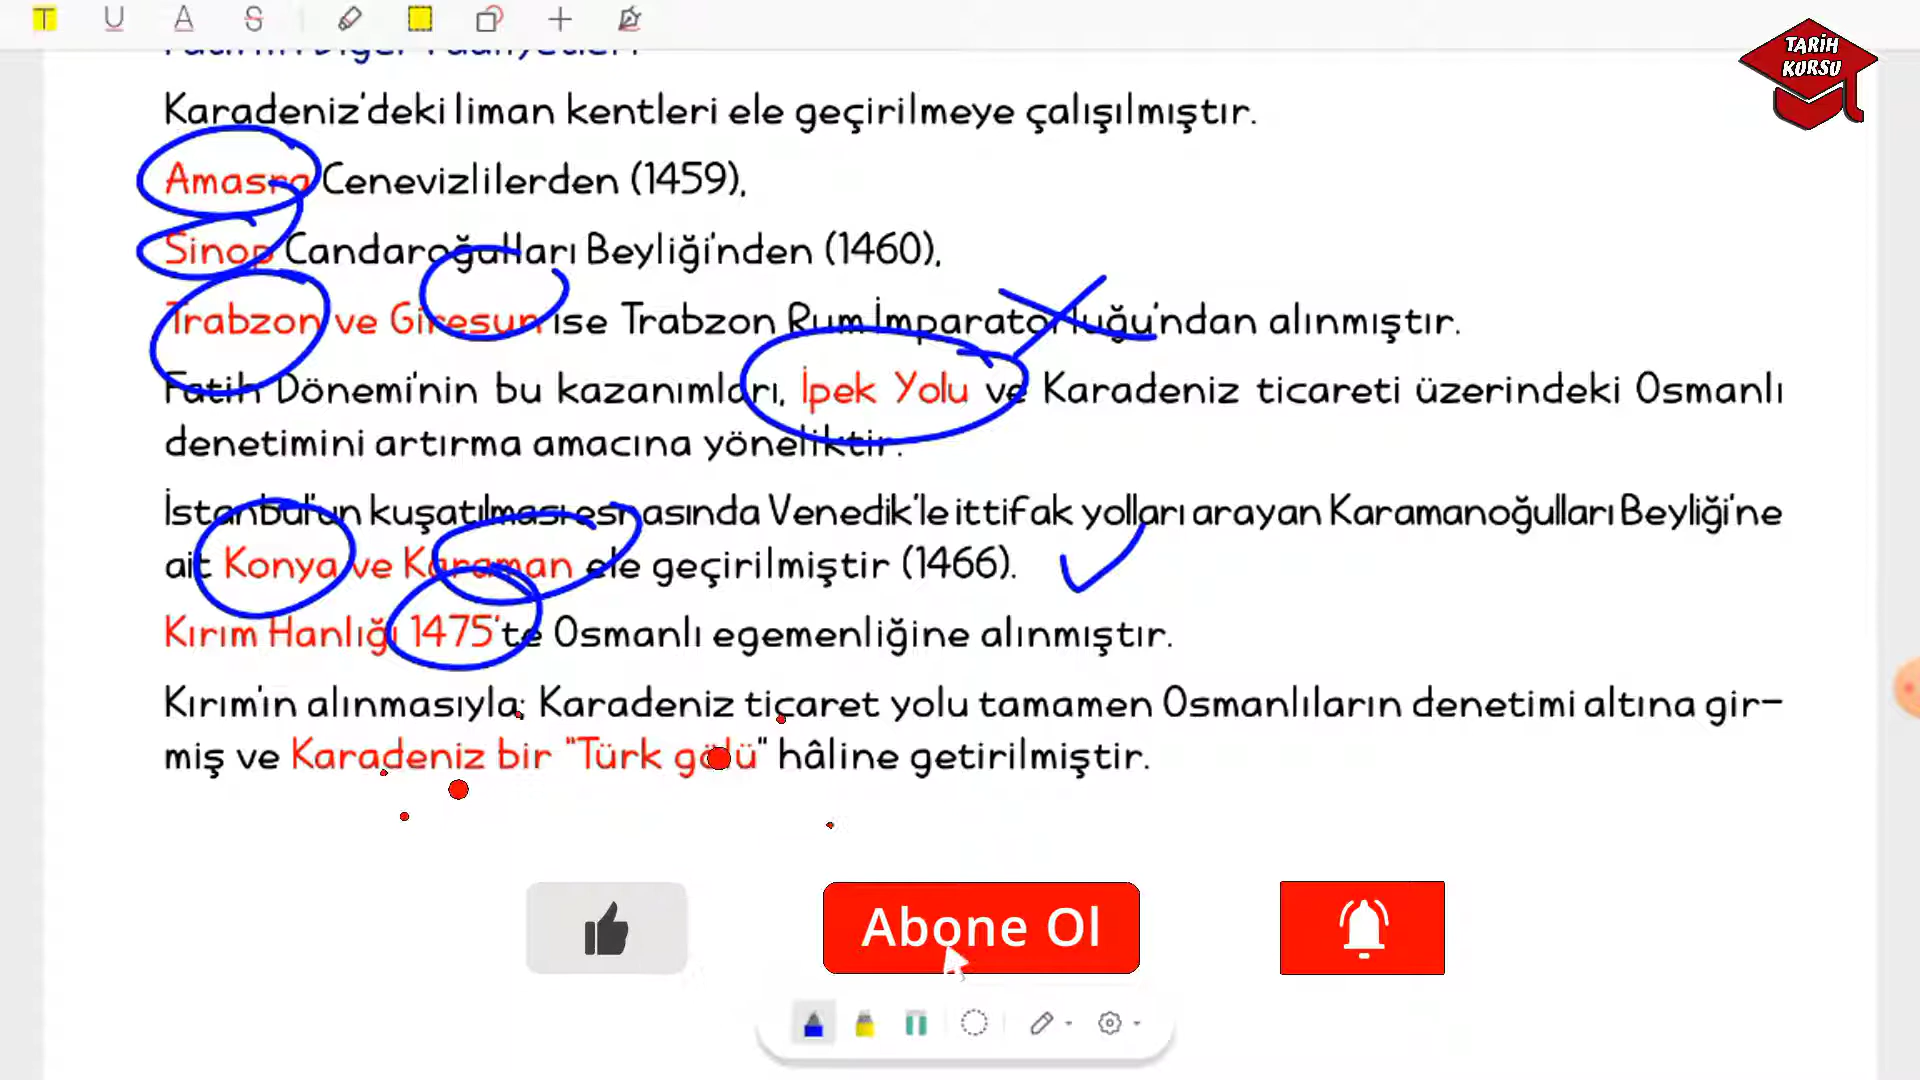 TARİH
KURSU
Karadeniz'deki liman kentleri ele geçirilmeye çalışılmıştır.
Amasra Cenevizlilerden (1459),
Sinop Candaroğulları Beyliği'nden (1460),
Trabzon ve Giresun ise Trabzon Rum İmparatorluğu'ndan alınmıştır.
Fatih Dönemi'nin bu kazanımları, İpek Yolu ve Karadeniz ticareti üzerindeki Osmanlı
denetimini artırma amacına yöneliktir.
İstanbul'un kuşatılması esnasında Venedik'le ittifak yolları arayan Karamanoğulları Beyliği'ne
ait Konya ve Karaman ele geçirilmiştir (1466).
Kırım Hanlığı 1475'te Osmanlı egemenliğine alınmıştır.
Kırım'ın alınmasıyla; Karadeniz ticaret yolu tamamen Osmanlıların denetimi altına gir-
miş ve Karadeniz bir "Türk gölü" hâline getirilmiştir.
Abone Ol